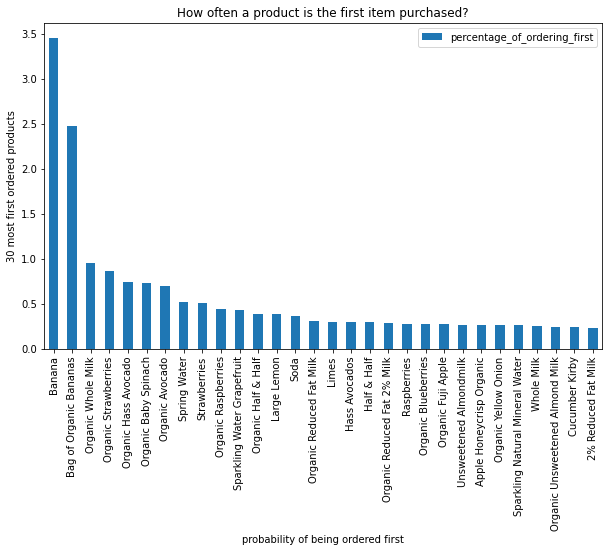 How often a product is the first item purchased?
percentage_of_ordering_first
30 most first ordered products
3.5
3.0
2.5
2.0
1.5
1.0
0.5
0.0
Banana
Bag of Organic Bananas
Organic Whole Milk
Organic Strawberries
Organic Hass Avocado
Organic Baby Spinach
Organic Avocado
Spring Water
Strawberries
Organic Raspberries
Sparkling Water Grapefruit
Organic Half & Half
Large Lemon
Soda
Organic Reduced Fat Milk
Limes
Hass Avocados
Half & Half
Organic Reduced Fat 2% Milk
Raspberries
Organic Blueberries
Organic Fuji Apple
Unsweetened Almondmilk
Apple Honeycrisp Organic
Organic Yellow Onion
Sparkling Natural Mineral Water
Whole Milk
Organic Unsweetened Almond Milk
Cucumber Kirby
2% Reduced Fat Milk
probability of being ordered first